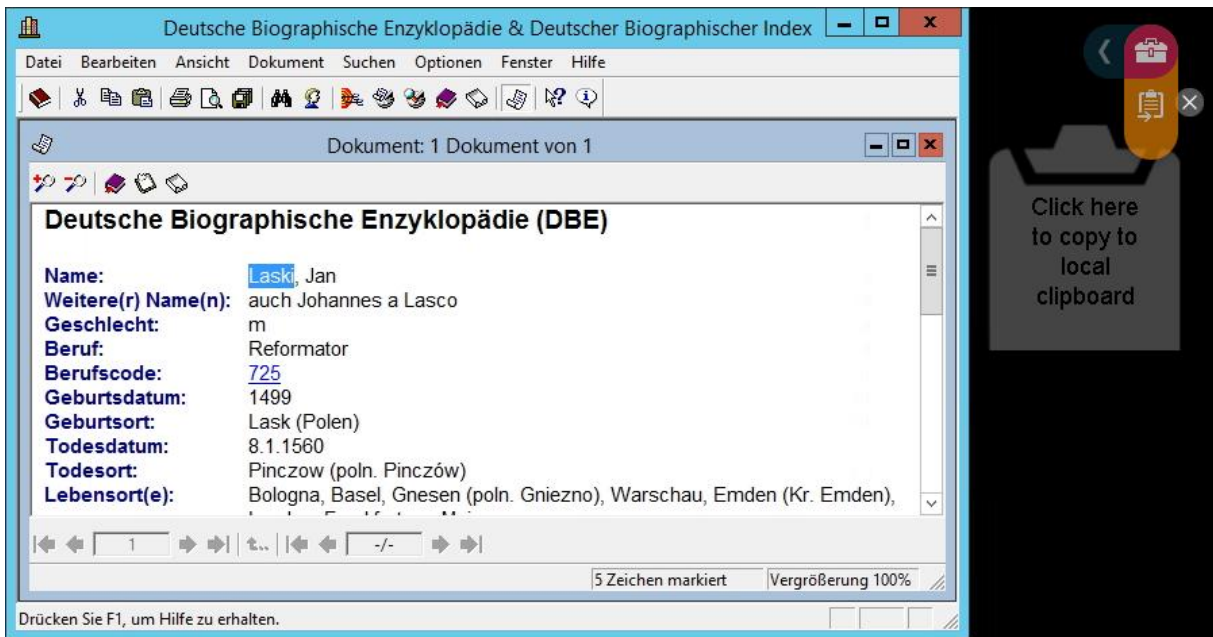 Deutsche Biographische Enzyklopädie & Deutscher Biographischer Index
Datei Bearbeiten Ansicht Dokument Suchen Optionen Fenster Hilfe
Dokument: 1 Dokument von 1
Deutsche Biographische Enzyklopädie (DBE)
Name: Laski, Jan
Weitere(r) Name(n): auch Johannes a Lasco
Geschlecht: m
Beruf: Reformator
Berufscode: 725
Geburtsdatum: 1499
Geburtsort: Lask (Polen)
Todesdatum: 8.1.1560
Todesort: Pinczow (poln. Pinczów)
Lebensort(e): Bologna, Basel, Gnesen (poln. Gniezno), Warschau, Emden (Kr. Emden),
1 -/-
5 Zeichen markiert Vergrößerung 100%
Drücken Sie F1, um Hilfe zu erhalten.
Click here
to copy to
local
clipboard